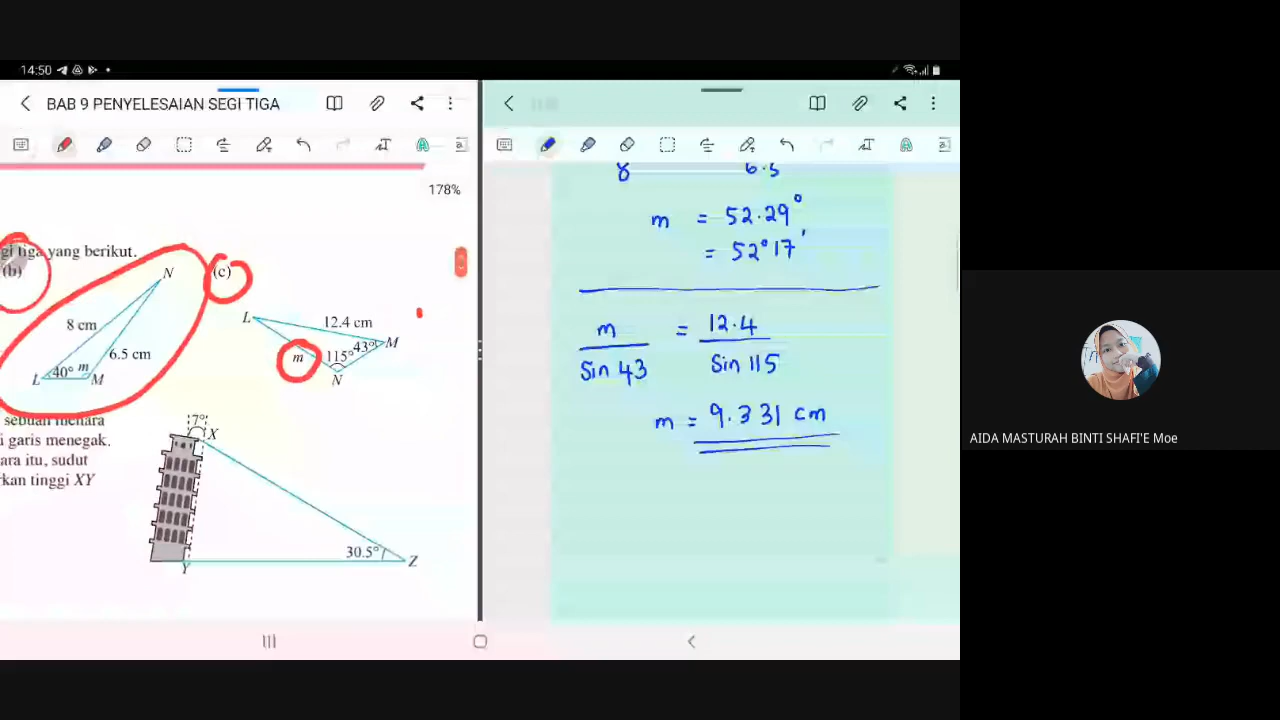 14:50
BAB 9 PENYELESAIAN SEGI TIGA
178%
gi tiga yang berikut.
(b)
(c)
N
8 cm
6.5 cm
40°
m
L
M
L
12.4 cm
M
m
115°
43°
N
sebuah menara
i garis menegak.
ara itu, sudut
rkan tinggi XY
7°
X
30.5°
Y
Z
8 6.5
m = 52.29°
= 52°17'
m = 12.4
Sin 43 Sin 115
m = 9.331 cm
AIDA MASTURAH BINTI SHAFI'E Moe